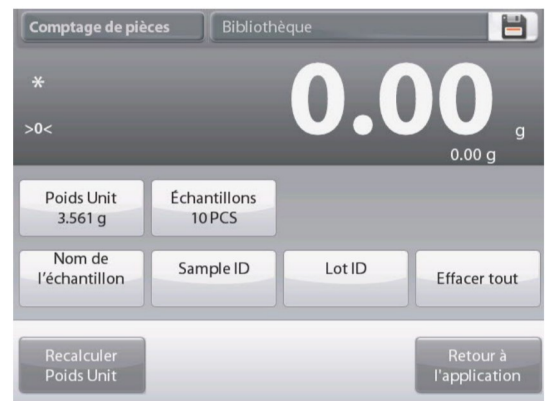 Comptage de pièces Bibliothèque
*
0.00 g
>0<
0.00 g
Poids Unit Échantillons
3.561 g 10 PCS
Nom de
l'échantillon Sample ID Lot ID Effacer tout
Recalculer Retour à
Poids Unit l'application